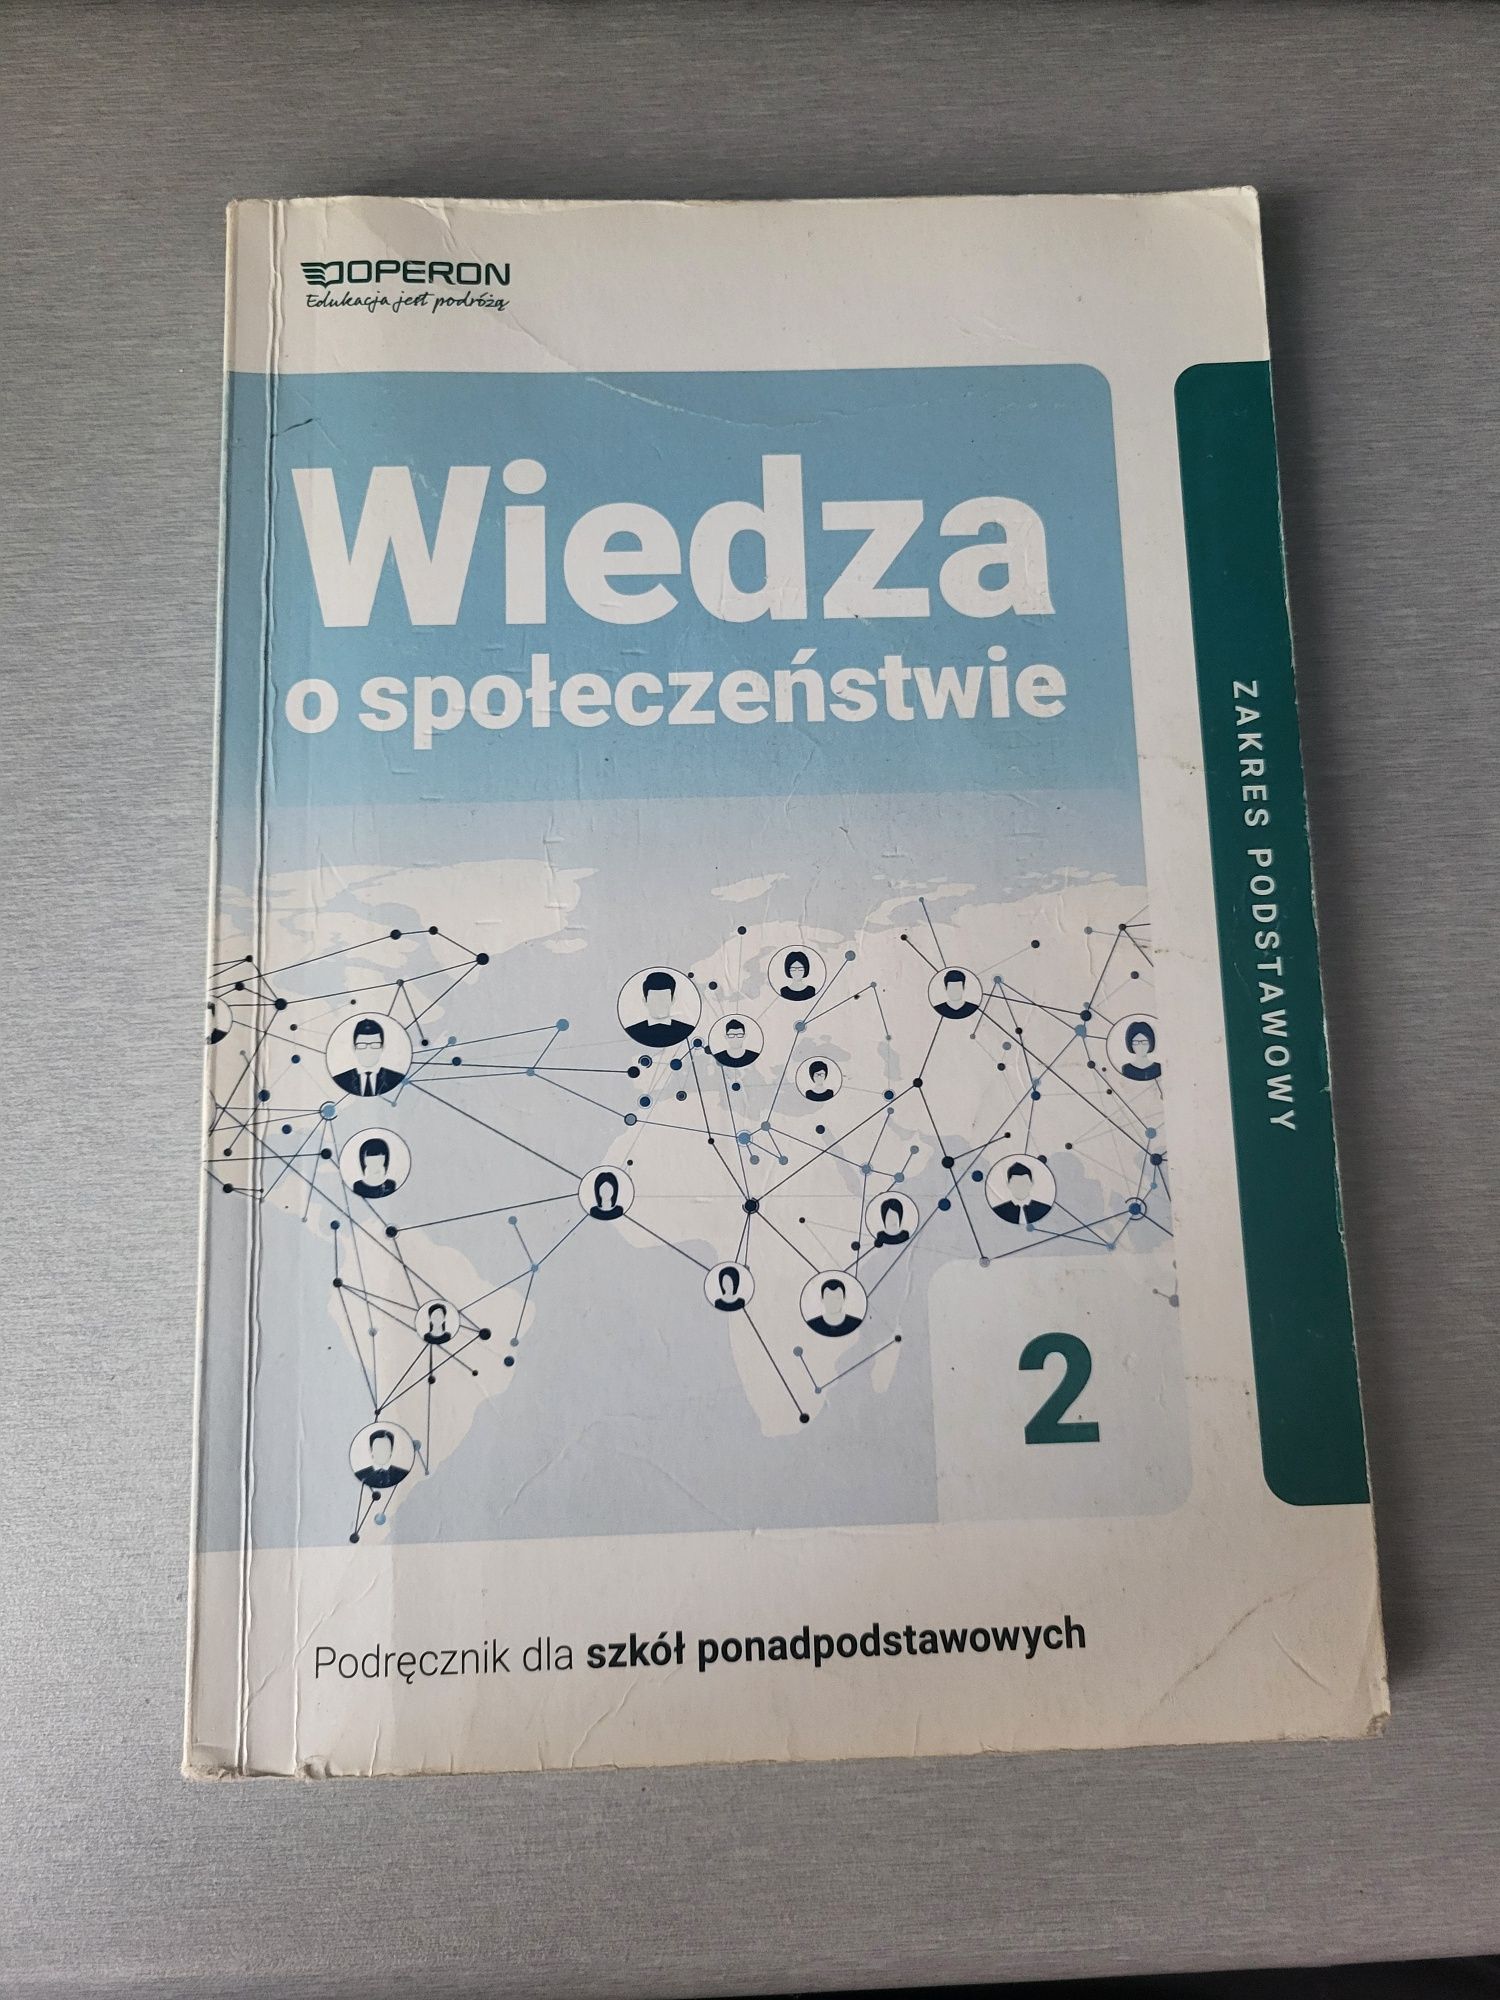 OPERON
Edukacja jest podróżą
Wiedza
o społeczeństwie
ZAKRES PODSTAWOWY
2
Podręcznik dla szkół ponadpodstawowych